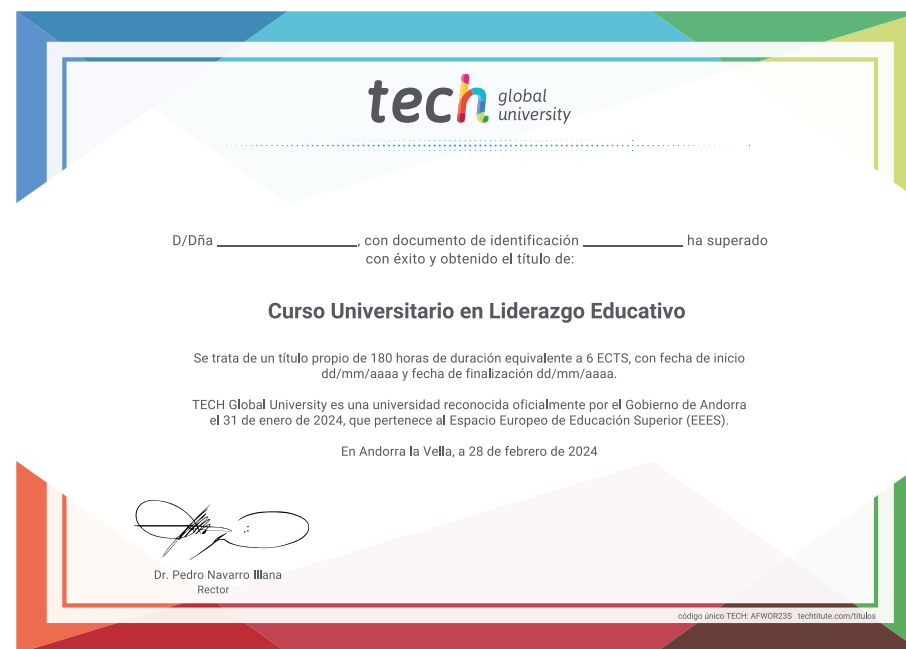 tech global university
D/Dña ____________________, con documento de identificación ______________ ha superado
con éxito y obtenido el título de:
Curso Universitario en Liderazgo Educativo
Se trata de un título propio de 180 horas de duración equivalente a 6 ECTS, con fecha de inicio
dd/mm/aaaa y fecha de finalización dd/mm/aaaa.
TECH Global University es una universidad reconocida oficialmente por el Gobierno de Andorra
el 31 de enero de 2024, que pertenece al Espacio Europeo de Educación Superior (EEES).
En Andorra la Vella, a 28 de febrero de 2024
Dr. Pedro Navarro Illana
Rector
código único TECH: AFWOR23S techtitute.com/titulos